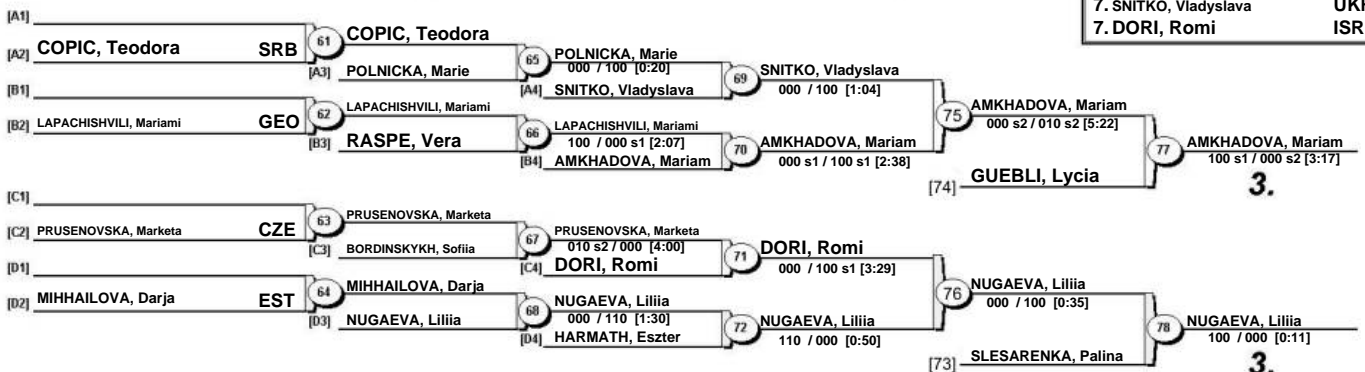 7. SNITKO, Vladyslava
7. DORI, Romi ISR
[A1]
[A2] COPIC, Teodora SRB
61
COPIC, Teodora
[A3] POLNICKA, Marie
65
POLNICKA, Marie
000 / 100 [0:20]
[A4] SNITKO, Vladyslava
69
SNITKO, Vladyslava
000 / 100 [1:04]
[B1]
[B2] LAPACHISHVILI, Mariami GEO
62
LAPACHISHVILI, Mariami
[B3] RASPE, Vera
66
LAPACHISHVILI, Mariami
100 / 000 s1 [2:07]
[B4] AMKHADOVA, Mariam
70
AMKHADOVA, Mariam
000 s1 / 100 s1 [2:38]
75
AMKHADOVA, Mariam
000 s2 / 010 s2 [5:22]
[74] GUEBLI, Lycia
77
AMKHADOVA, Mariam
100 s1 / 000 s2 [3:17]
3.
[C1]
[C2] PRUSENOVSKA, Marketa CZE
63
PRUSENOVSKA, Marketa
[C3] BORDINSKYKH, Sofiia
67
PRUSENOVSKA, Marketa
010 s2 / 000 [4:00]
[C4] DORI, Romi
71
DORI, Romi
000 / 100 s1 [3:29]
[D1]
[D2] MIHHAILOVA, Darja EST
64
MIHHAILOVA, Darja
[D3] NUGAEVA, Liliia
68
NUGAEVA, Liliia
000 / 110 [1:30]
[D4] HARMATH, Eszter
72
NUGAEVA, Liliia
110 / 000 [0:50]
76
NUGAEVA, Liliia
000 / 100 [0:35]
[73] SLESARENKA, Palina
78
NUGAEVA, Liliia
100 / 000 [0:11]
3.